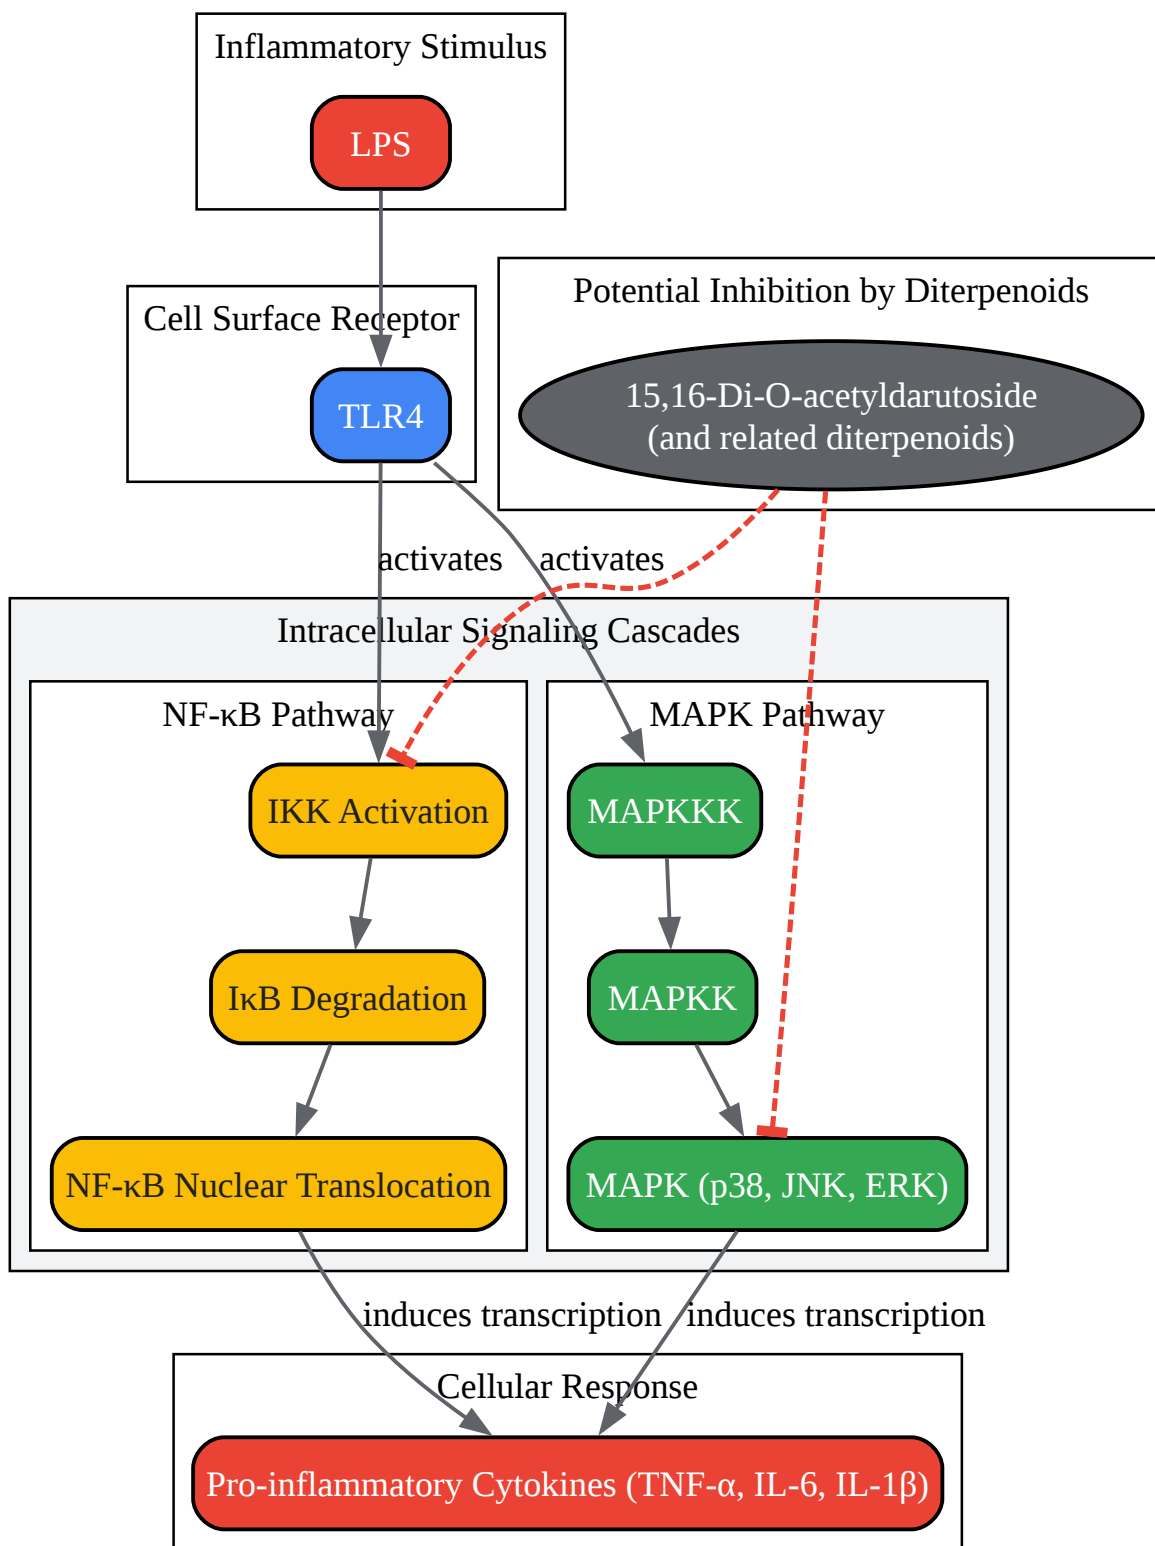 Inflammatory Stimulus
LPS
Potential Inhibition by Diterpenoids
Cell Surface Receptor
15,16-Di-O-acetyldarutoside
(and related diterpenoids)
TLR4
activates
activates
Intracellular Signaling Cascades
NF-κB Pathway
MAPK Pathway
IKK Activation
MAPKKK
IκB Degradation
MAPKK
NF-κB Nuclear Translocation
MAPK (p38, JNK, ERK)
induces transcription
induces transcription
Cellular Response
Pro-inflammatory Cytokines (TNF-α, IL-6, IL-1β)